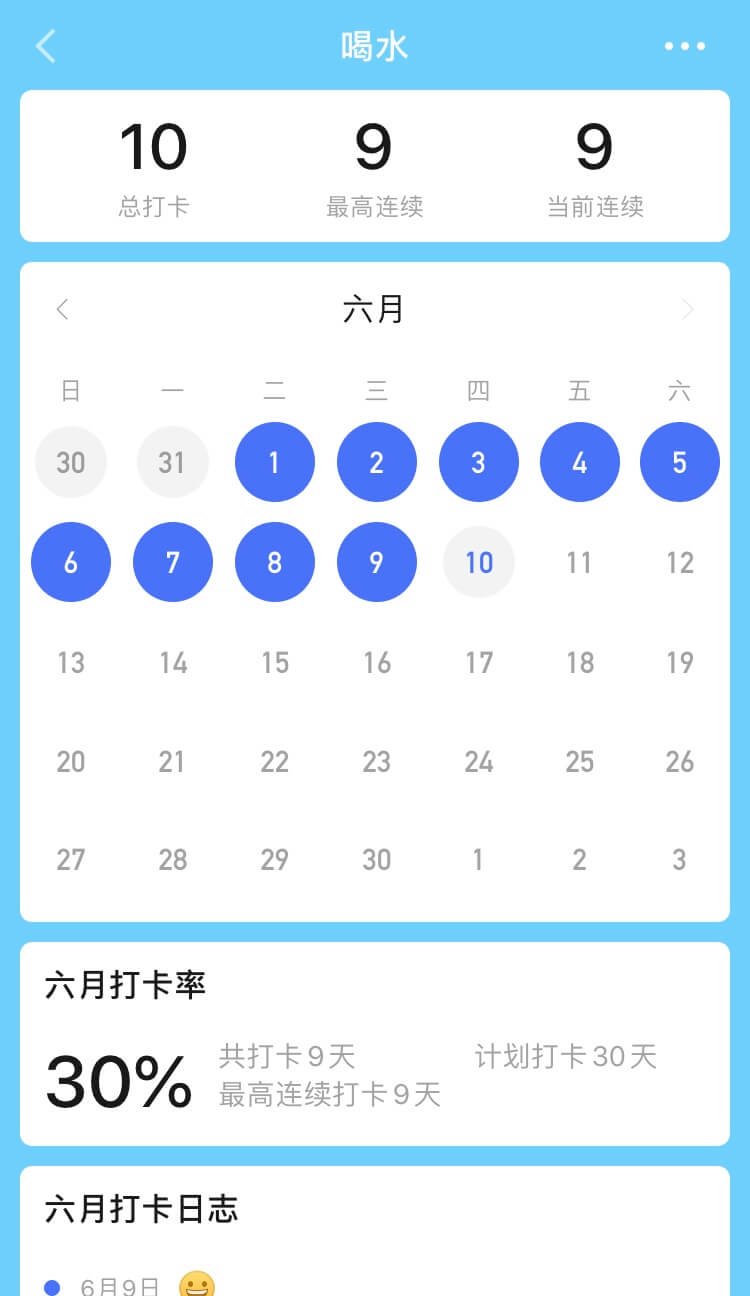 喝水
10 9 9
总打卡 最高连续 当前连续
六月
日 一 二 三 四 五 六
30 31 1 2 3 4 5
6 7 8 9 10 11 12
13 14 15 16 17 18 19
20 21 22 23 24 25 26
27 28 29 30 1 2 3
六月打卡率
30%
共打卡9天 计划打卡30天
最高连续打卡9天
六月打卡日志
6月9日